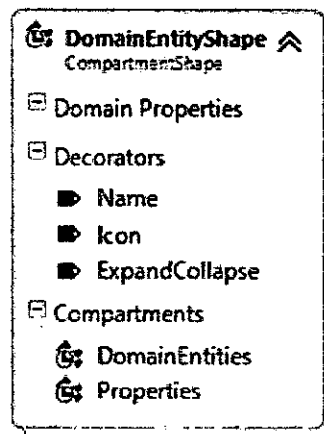 DomainEntityShape
CompartmentShape
Domain Properties
Decorators
Name
Icon
ExpandCollapse
Compartments
DomainEntities
Properties